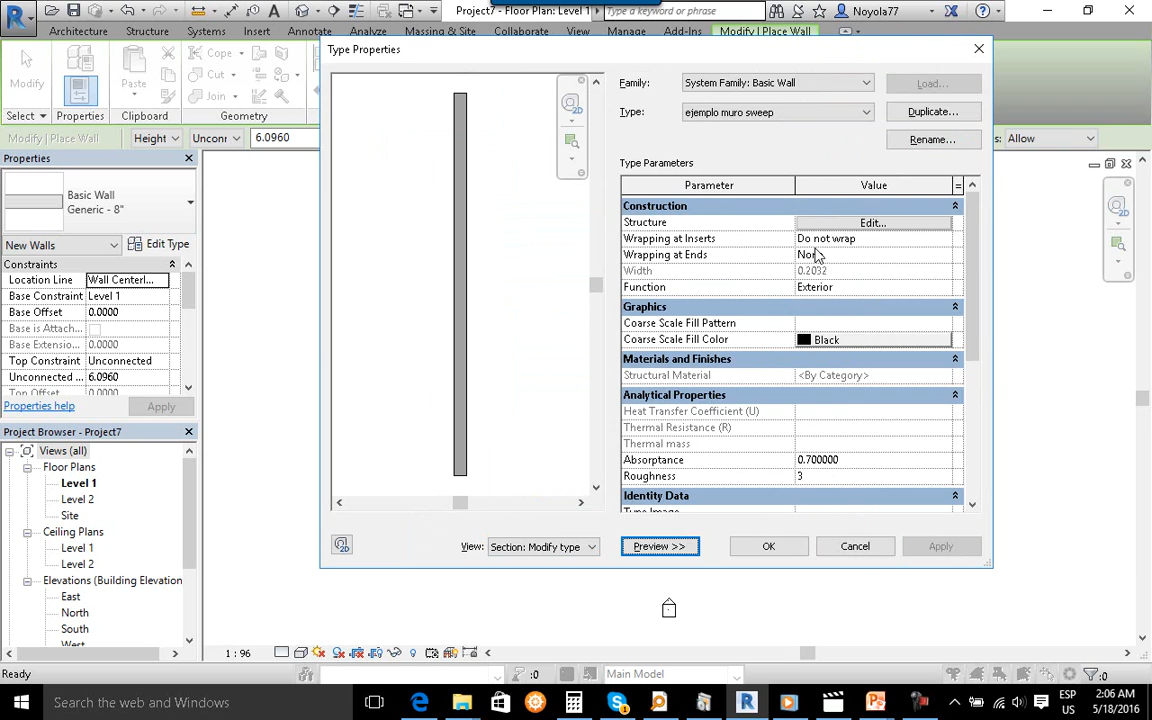 Project7 - Floor Plan: Level 1
Type a keyword or phrase
Noyola77
Architecture Structure Systems Insert Annotate Analyze Massing & Site Collaborate View Manage Add-Ins Modify | Place Wall
Modify
Select
Properties
Paste
Clipboard
Cope
Cut
Join
Geometry
Modify | Place Wall
Height
Unconr
6.0960
Allow
Properties
Basic Wall
Generic - 8"
New Walls
Edit Type
Constraints
Location Line Wall Centerl...
Base Constraint Level 1
Base Offset 0.0000
Base is Attach...
Base Extensio...
Top Constraint Unconnected
Unconnected ... 6.0960
Top Offset 0.0000
Properties help
Apply
Project Browser - Project7
Views (all)
Floor Plans
Level 1
Level 2
Site
Ceiling Plans
Level 1
Level 2
Elevations (Building Elevation
East
North
South
West
Type Properties
Family: System Family: Basic Wall Load...
Type: ejemplo muro sweep Duplicate...
Rename...
Type Parameters
Parameter Value =
Construction
Structure Edit...
Wrapping at Inserts Do not wrap
Wrapping at Ends None
Width 0.2032
Function Exterior
Graphics
Coarse Scale Fill Pattern
Coarse Scale Fill Color Black
Materials and Finishes
Structural Material <By Category>
Analytical Properties
Heat Transfer Coefficient (U)
Thermal Resistance (R)
Thermal mass
Absorptance 0.700000
Roughness 3
Identity Data
Type Image
View: Section: Modify type
Preview >>
OK
Cancel
Apply
1 : 96
Ready
:0
Main Model
:0
Search the web and Windows
ESP
US
2:06 AM
5/18/2016